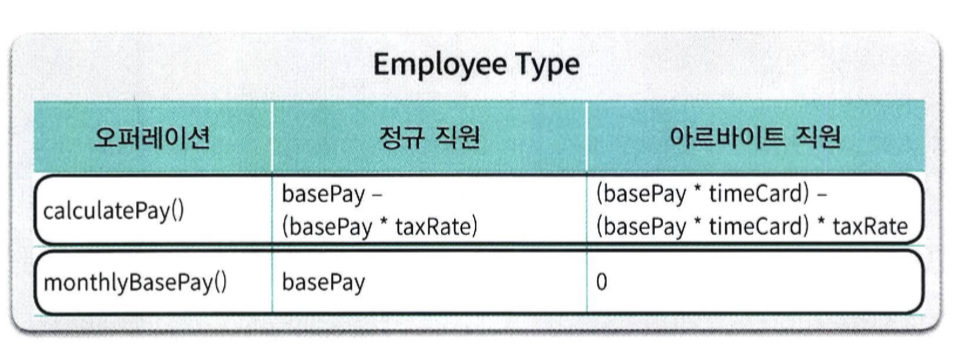 Employee Type
오퍼레이션 정규 직원 아르바이트 직원
calculatePay()
basePay –
(basePay * taxRate)
(basePay * timeCard) –
(basePay * timeCard) * taxRate
monthlyBasePay() basePay 0